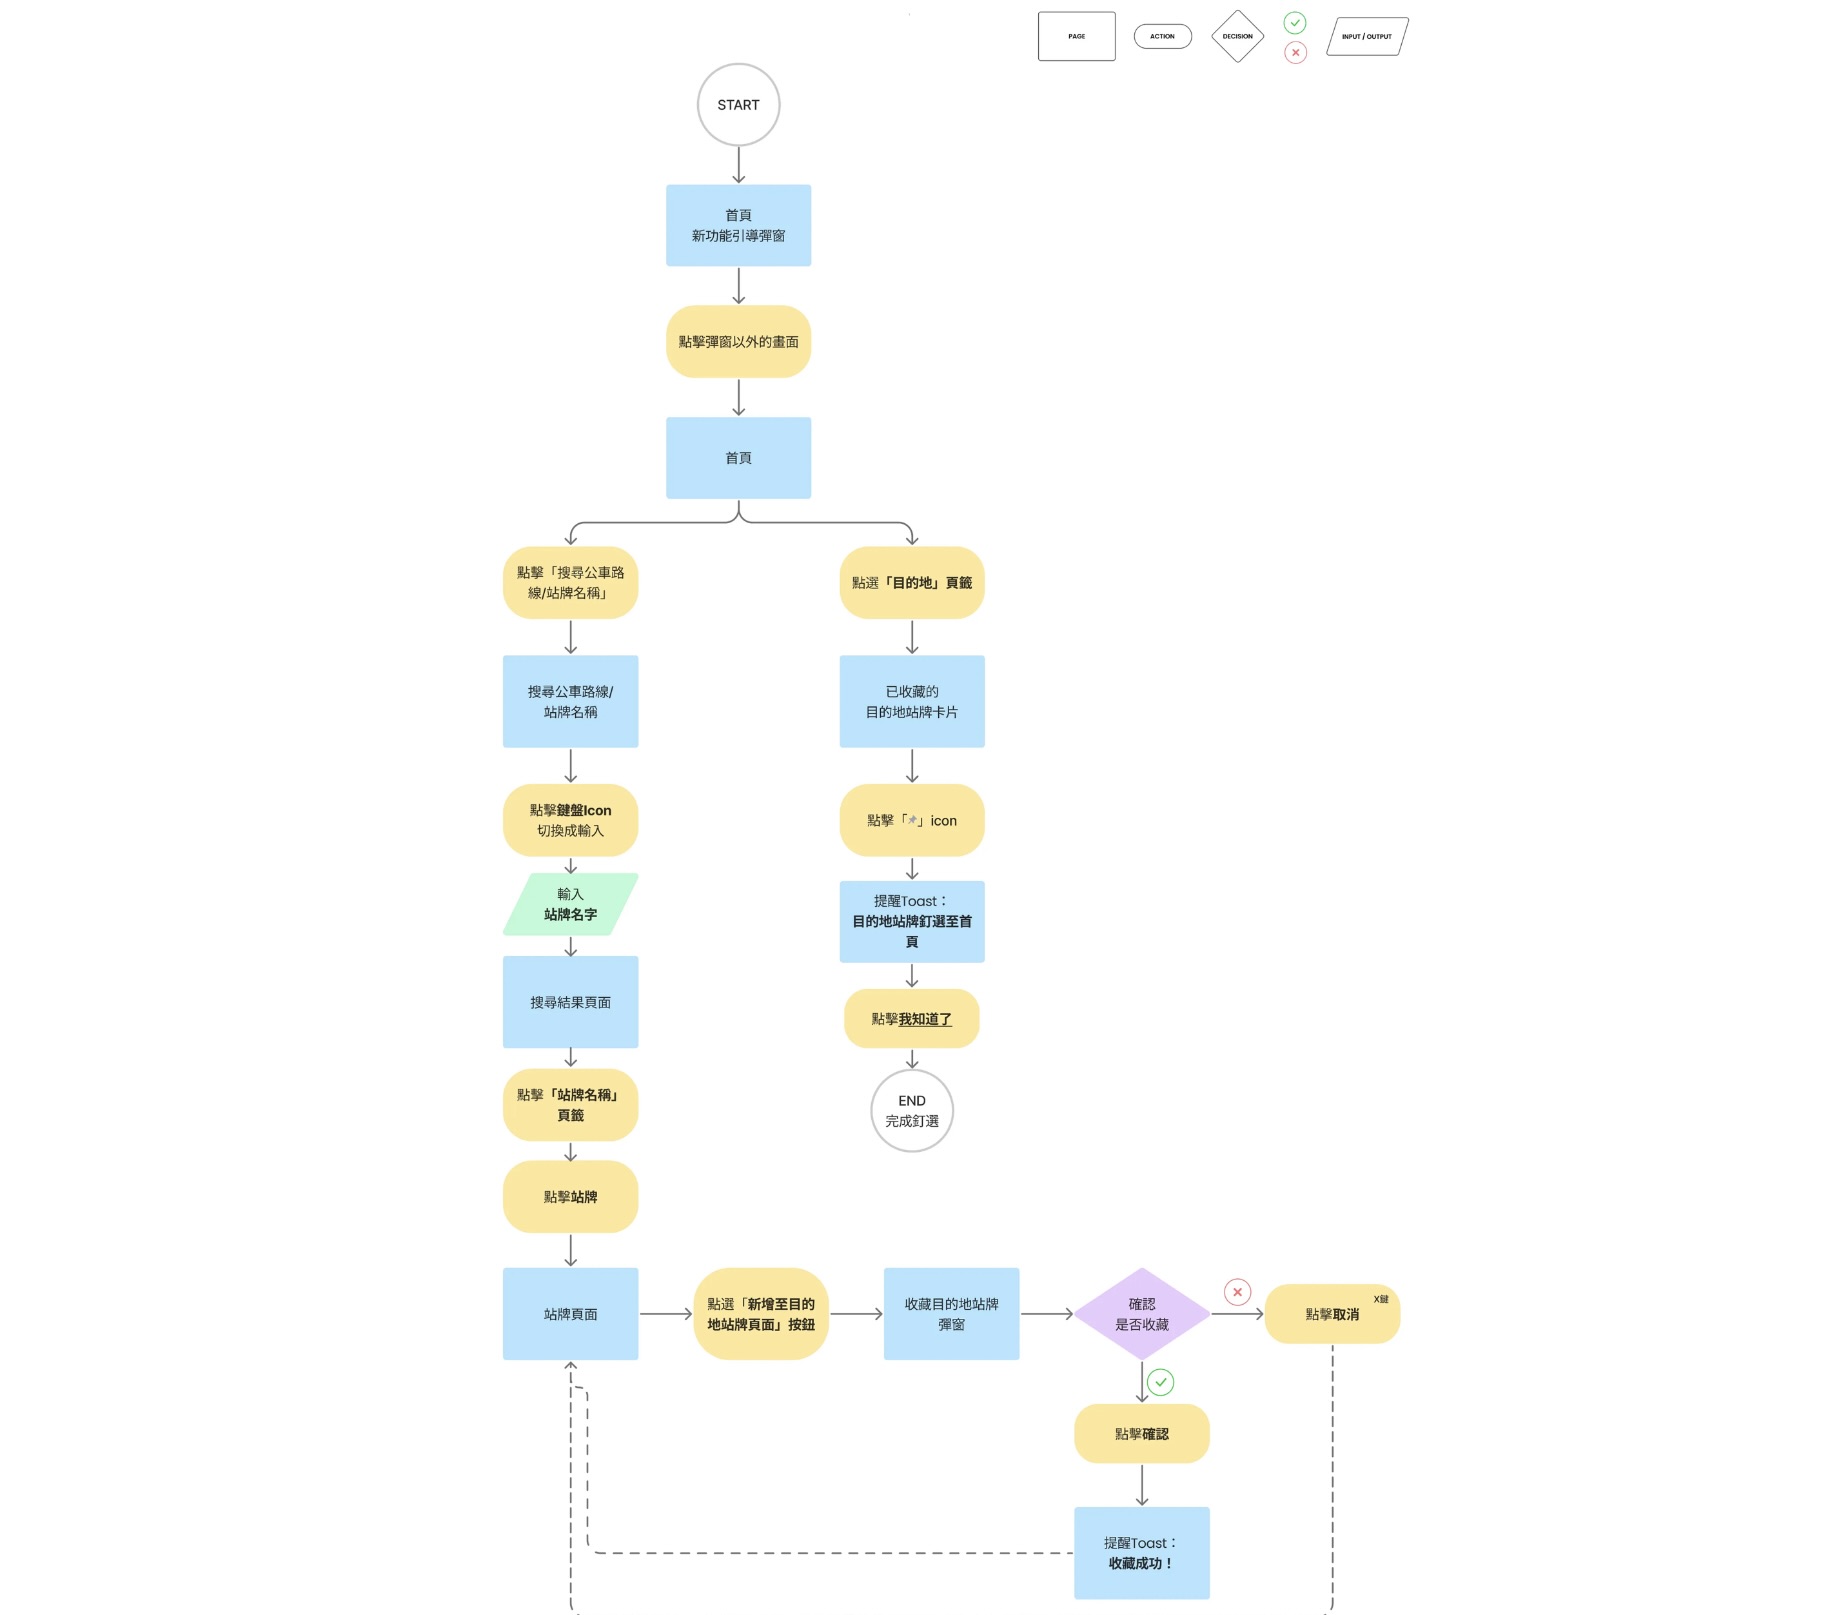 PAGE
ACTION
DECISION
INPUT / OUTPUT
START
首頁
新功能引導彈窗
點擊彈窗以外的畫面
首頁
點擊「搜尋公車路
線/站牌名稱」
搜尋公車路線/
站牌名稱
點擊鍵盤Icon
切換成輸入
輸入
站牌名字
搜尋結果頁面
點擊「站牌名稱」
頁籤
點擊站牌
站牌頁面
點選「目的地」頁籤
已收藏的
目的地站牌卡片
點擊「📌」icon
提醒Toast：
目的地站牌釘選至首
頁
點擊我知道了
END
完成釘選
點選「新增至目的
地站牌頁面」按鈕
收藏目的地站牌
彈窗
確認
是否收藏
X鍵
點擊取消
點擊確認
提醒Toast：
收藏成功！